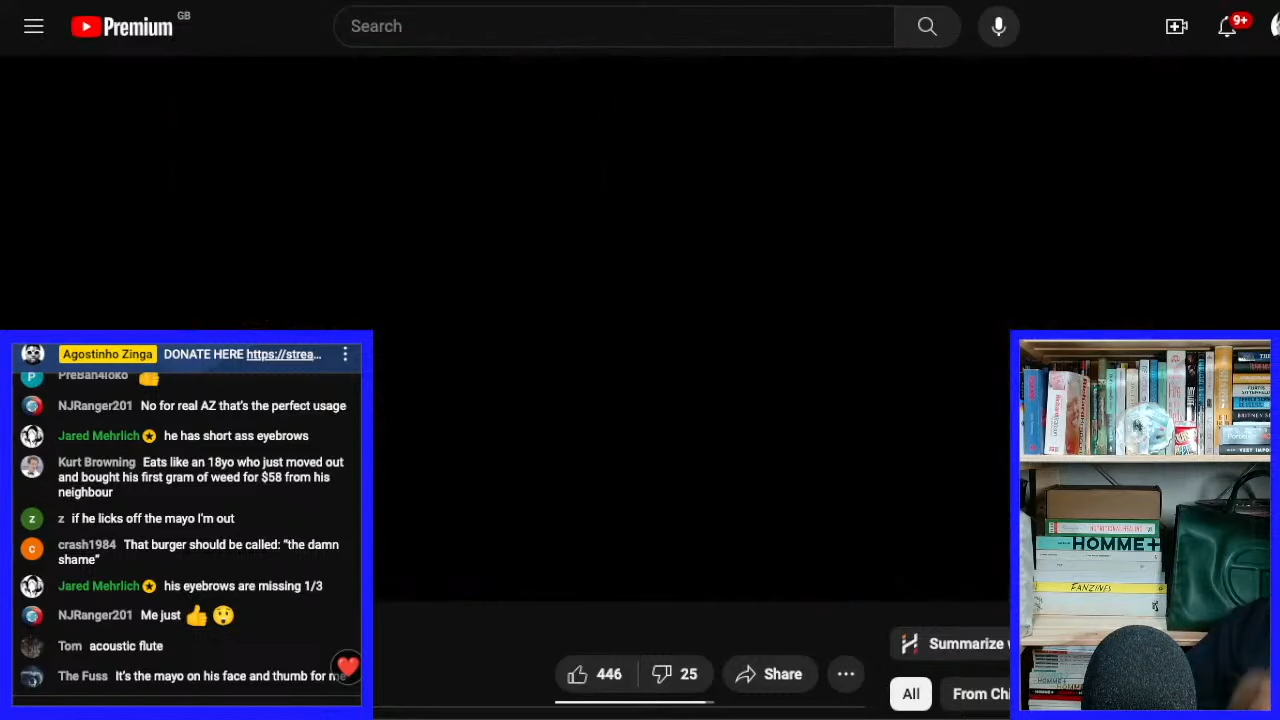 Premium
GB
Search
9+
Agostinho Zinga DONATE HERE https://strea...
PreBan4loko
NJRanger201 No for real AZ that's the perfect usage
Jared Mehrlich he has short ass eyebrows
Kurt Browning Eats like an 18yo who just moved out
and bought his first gram of weed for $58 from his
neighbour
z if he licks off the mayo I'm out
crash1984 That burger should be called: “the damn
shame”
Jared Mehrlich his eyebrows are missing 1/3
NJRanger201 Me just
Tom acoustic flute
The Fuss It's the mayo on his face and thumb for
446
25
Share
Summarize
All
From Chi
NUTRITIONAL HEALING
HOMME+
FANZINES